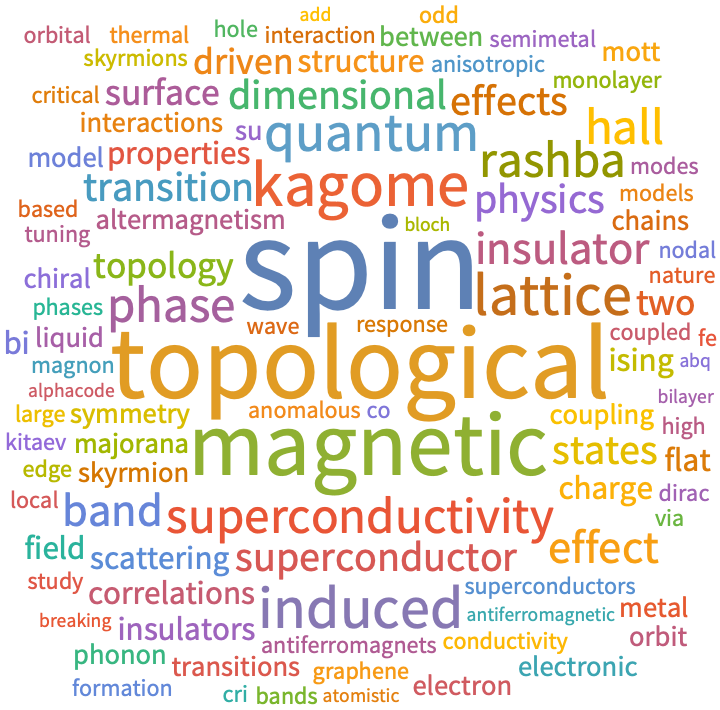 add odd
orbital thermal hole interaction between semimetal
skyrmions driven structure anisotropic mott
critical surface dimensional effects monolayer
interactions su quantum hall
model properties rashba modes
transition kagome physics models
based altermagnetism bloch chains
tuning spin insulator nodal
chiral topology lattice nature
phases phase two
bi liquid wave response coupled fe
magnon topological ising abq
alphacode bilayer
large symmetry anomalous co coupling high
kitaev majorana magnetic states flat
edge skyrmion charge dirac
local band superconductivity via
field scattering superconductor effect
study correlations induced superconductors
breaking insulators antiferromagnetic metal
phonon antiferromagnets conductivity orbit
transitions graphene electronic
formation cri bands atomistic electron